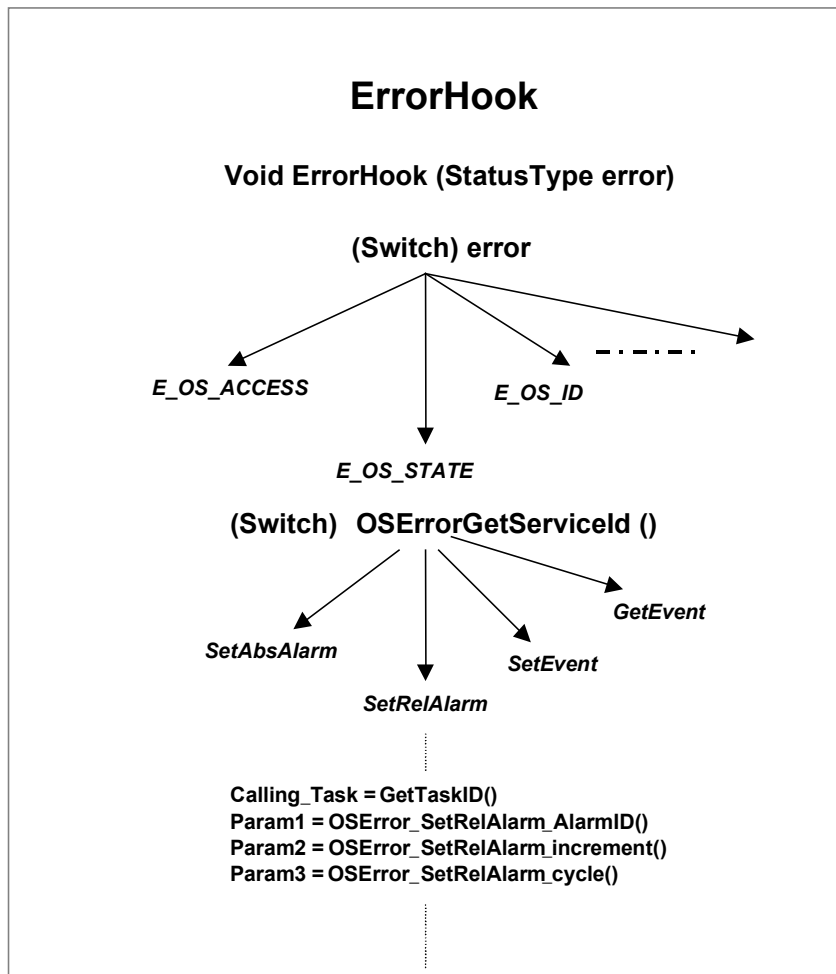 ErrorHook
Void ErrorHook (StatusType error)
(Switch) error
E_OS_ACCESS
E_OS_ID
E_OS_STATE
(Switch) OSErrorGetServiceId ()
GetEvent
SetAbsAlarm
SetEvent
SetRelAlarm
Calling_Task = GetTaskID()
Param1 = OSError_SetRelAlarm_AlarmID()
Param2 = OSError_SetRelAlarm_increment()
Param3 = OSError_SetRelAlarm_cycle()